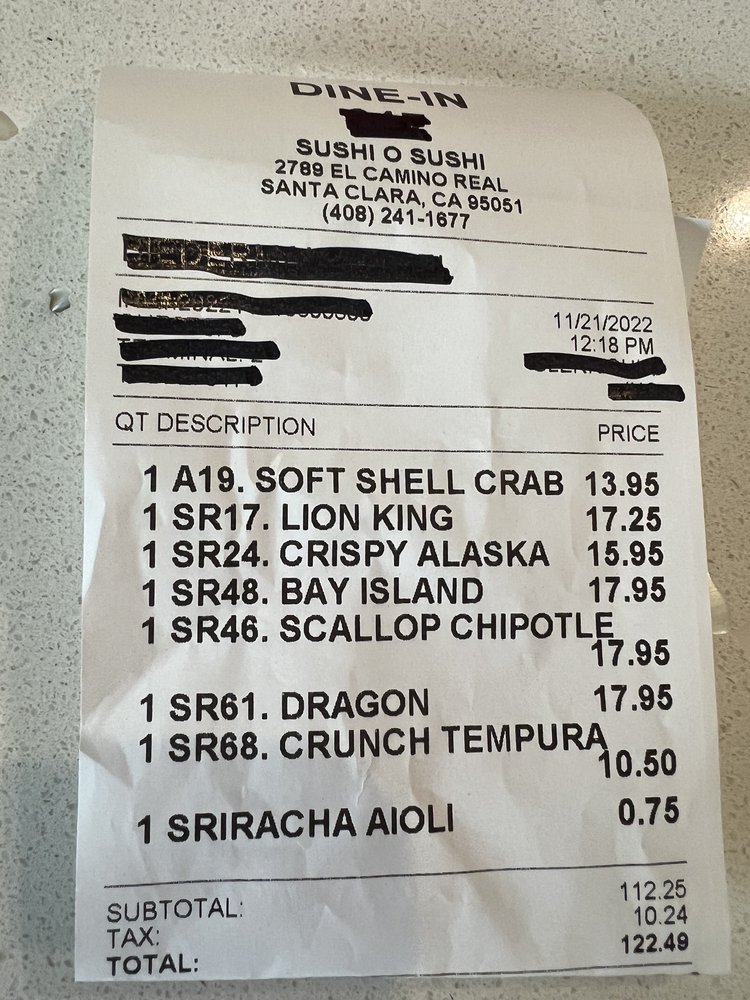 DINE-IN
SUSHI O SUSHI
2789 EL CAMINO REAL
SANTA CLARA, CA 95051
(408) 241-1677
11/21/2022
12:18 PM
QT DESCRIPTION PRICE
1 A19. SOFT SHELL CRAB 13.95
1 SR17. LION KING 17.25
1 SR24. CRISPY ALASKA 15.95
1 SR48. BAY ISLAND 17.95
1 SR46. SCALLOP CHIPOTLE
17.95
1 SR61. DRAGON 17.95
1 SR68. CRUNCH TEMPURA
10.50
1 SRIRACHA AIOLI 0.75
SUBTOTAL: 112.25
TAX: 10.24
TOTAL: 122.49